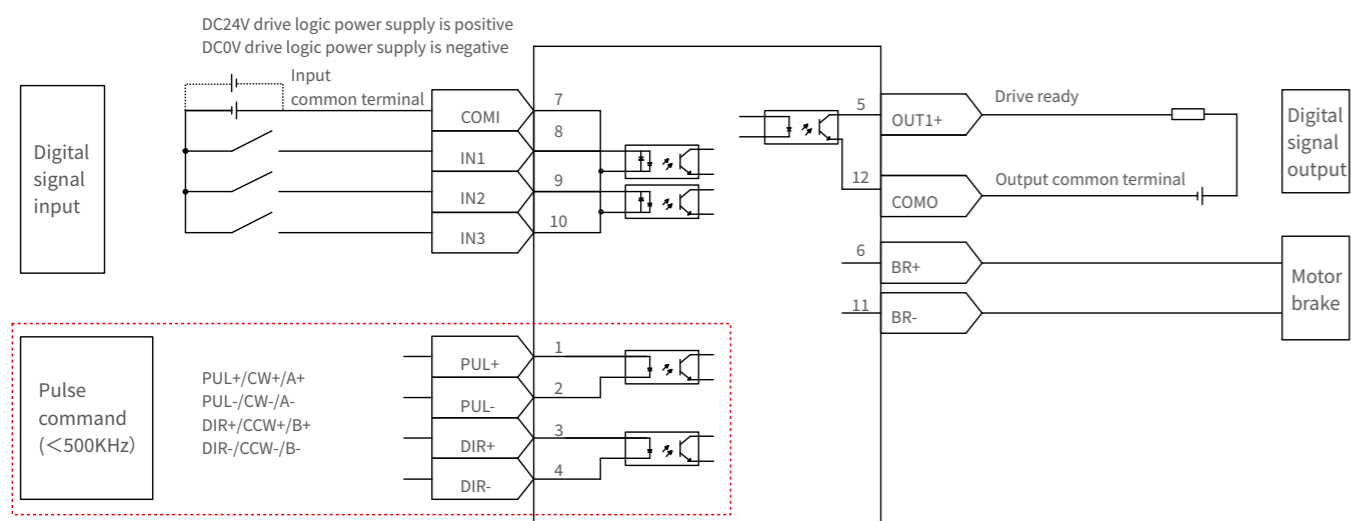 DC24V drive logic power supply is positive
DC0V drive logic power supply is negative
Digital
signal
input
Input
common terminal
COMI
IN1
IN2
IN3
7
8
9
10
5
12
6
11
OUT1+
COMO
BR+
BR-
Drive ready
Output common terminal
Digital
signal
output
Motor
brake
Pulse
command
(＜500KHz)
PUL+/CW+/A+
PUL-/CW-/A-
DIR+/CCW+/B+
DIR-/CCW-/B-
PUL+
PUL-
DIR+
DIR-
1
2
3
4